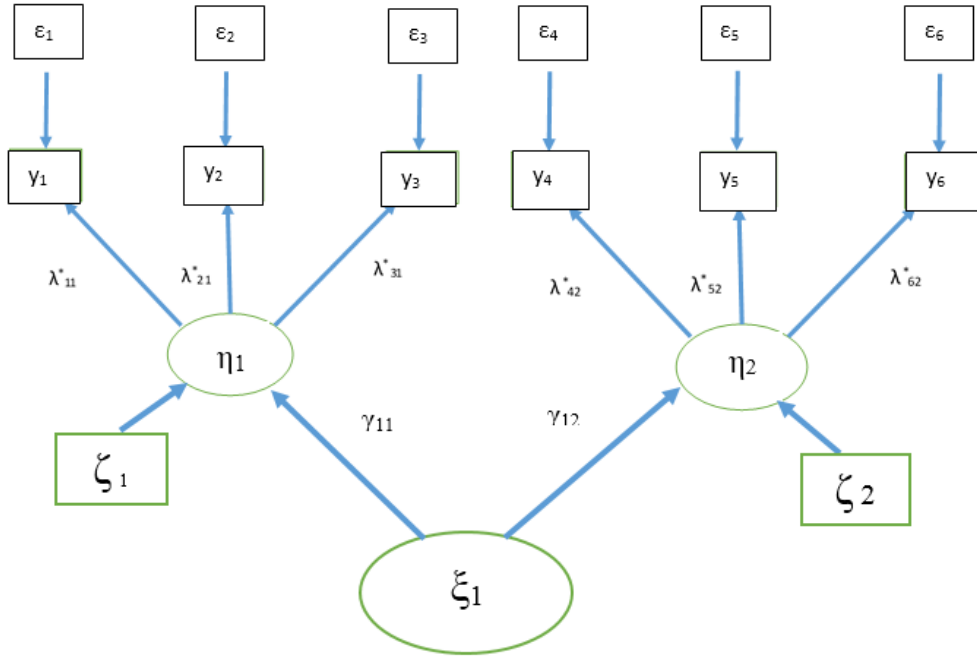 ε₁ ε₂ ε₃ ε₄ ε₅ ε₆
y₁ y₂ y₃ y₄ y₅ y₆
λ*₁₁ λ*₂₁ λ*₃₁ λ*₄₂ λ*₅₂ λ*₆₂
η₁ η₂
γ₁₁ γ₁₂
ζ₁ ζ₂
ξ₁